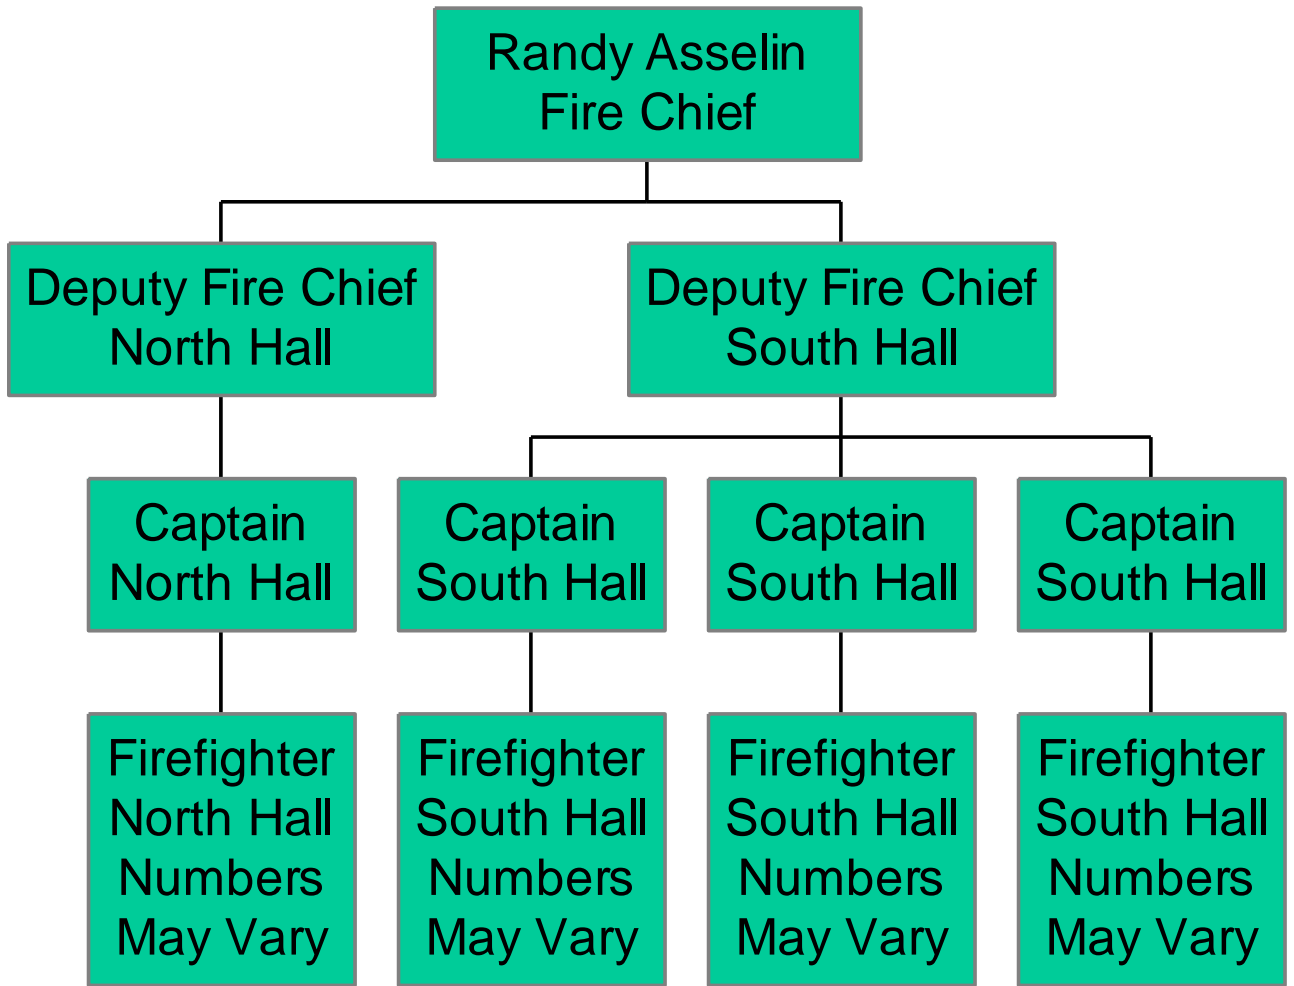 Randy Asselin
Fire Chief
Deputy Fire Chief
North Hall
Deputy Fire Chief
South Hall
Captain
North Hall
Captain
South Hall
Captain
South Hall
Captain
South Hall
Firefighter
North Hall
Numbers
May Vary
Firefighter
South Hall
Numbers
May Vary
Firefighter
South Hall
Numbers
May Vary
Firefighter
South Hall
Numbers
May Vary